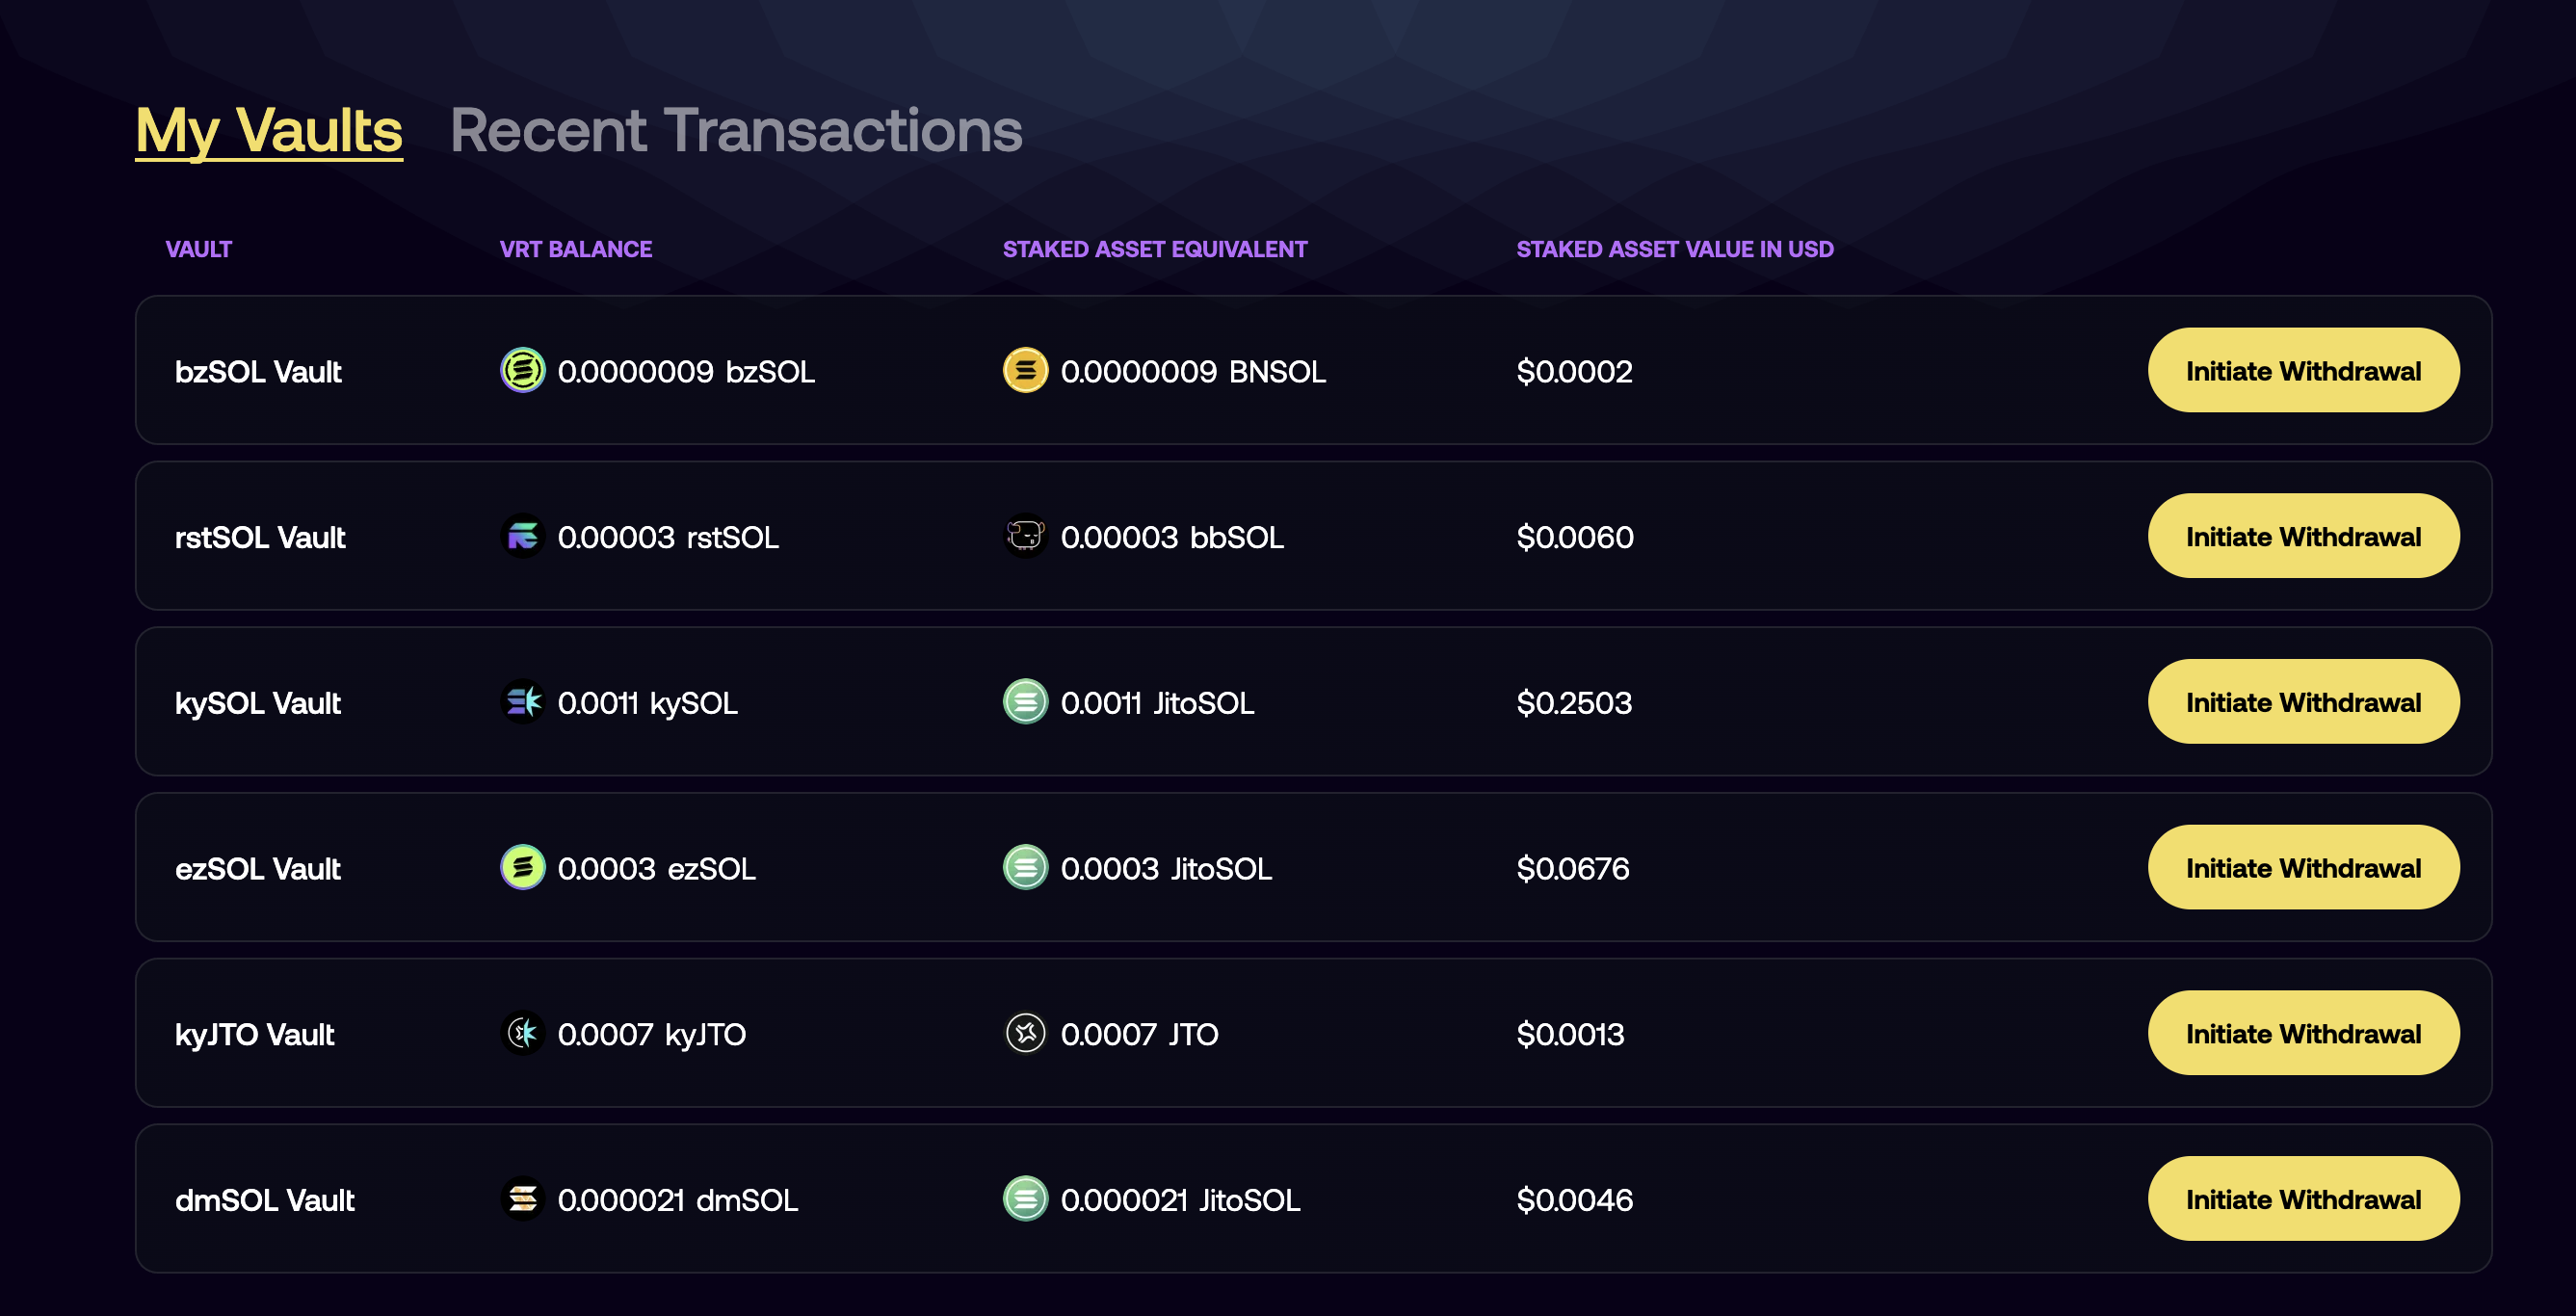 My Vaults Recent Transactions
VAULT VRT BALANCE STAKED ASSET EQUIVALENT STAKED ASSET VALUE IN USD
bzSOL Vault 0.0000009 bzSOL 0.0000009 BNSOL $0.0002 Initiate Withdrawal
rstSOL Vault 0.00003 rstSOL 0.00003 bbSOL $0.0060 Initiate Withdrawal
kySOL Vault 0.0011 kySOL 0.0011 JitoSOL $0.2503 Initiate Withdrawal
ezSOL Vault 0.0003 ezSOL 0.0003 JitoSOL $0.0676 Initiate Withdrawal
kyJTO Vault 0.0007 kyJTO 0.0007 JTO $0.0013 Initiate Withdrawal
dmSOL Vault 0.000021 dmSOL 0.000021 JitoSOL $0.0046 Initiate Withdrawal